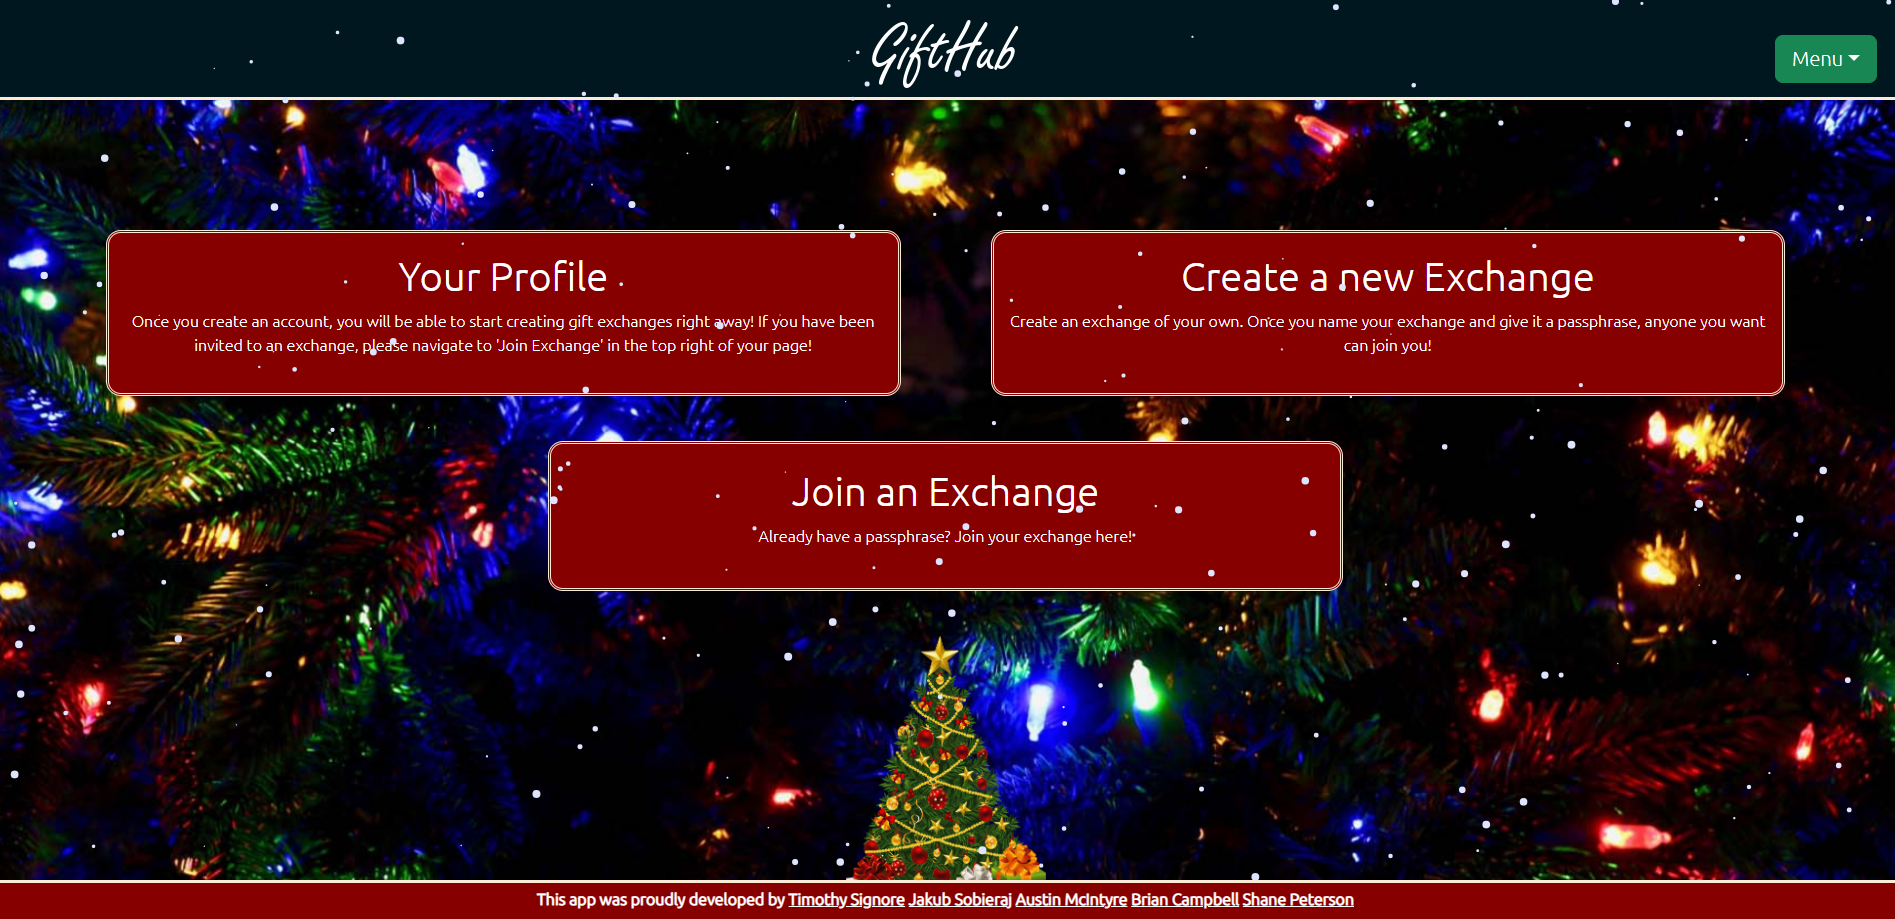 GiftHub
Menu
Your Profile
Once you create an account, you will be able to start creating gift exchanges right away! If you have been
invited to an exchange, please navigate to 'Join Exchange' in the top right of your page!
Create a new Exchange
Create an exchange of your own. Once you name your exchange and give it a passphrase, anyone you want
can join you!
Join an Exchange
Already have a passphrase? Join your exchange here!
This app was proudly developed by Timothy Signore Jakub Sobieraj Austin McIntyre Brian Campbell Shane Peterson